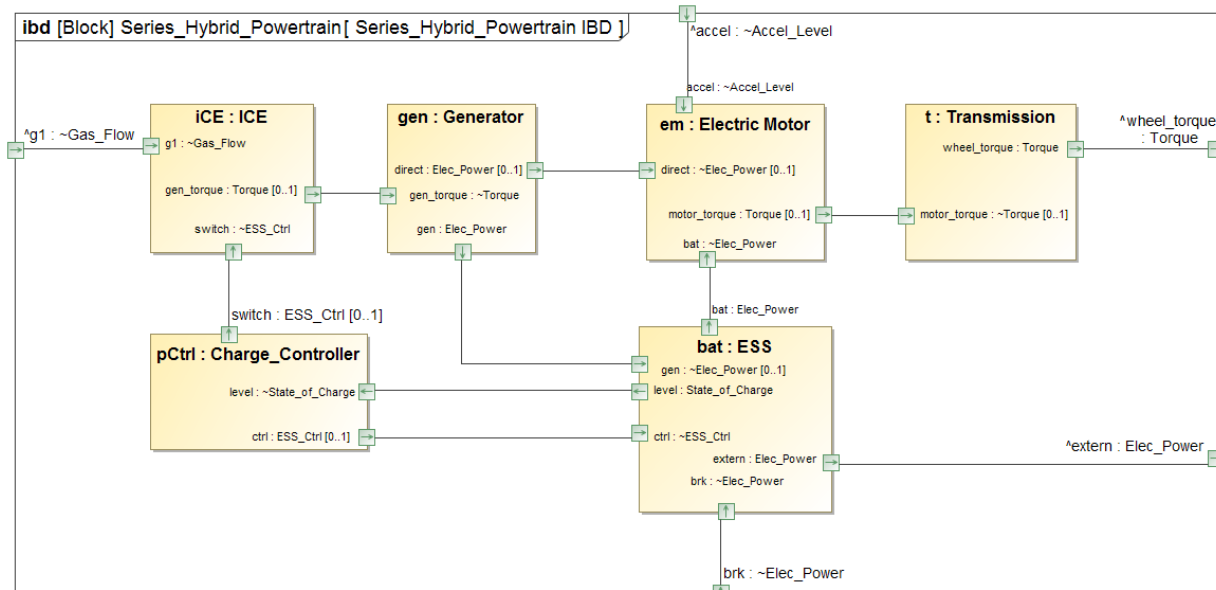 ibd [Block] Series_Hybrid_Powertrain[ Series_Hybrid_Powertrain IBD ]
^accel : ~Accel_Level
accel : ~Accel_Level
^g1 : ~Gas_Flow
iCE : ICE
g1 : ~Gas_Flow
gen_torque : Torque [0..1]
switch : ~ESS_Ctrl
gen : Generator
direct : Elec_Power [0..1]
gen_torque : ~Torque
gen : Elec_Power
em : Electric Motor
direct : ~Elec_Power [0..1]
motor_torque : Torque [0..1]
bat : ~Elec_Power
t : Transmission
wheel_torque : Torque
motor_torque : ~Torque [0..1]
^wheel_torque
: Torque
switch : ESS_Ctrl [0..1]
pCtrl : Charge_Controller
level : ~State_of_Charge
ctrl : ESS_Ctrl [0..1]
bat : Elec_Power
bat : ESS
gen : ~Elec_Power [0..1]
level : State_of_Charge
ctrl : ~ESS_Ctrl
extern : Elec_Power
brk : ~Elec_Power
^extern : Elec_Power
brk : ~Elec_Power